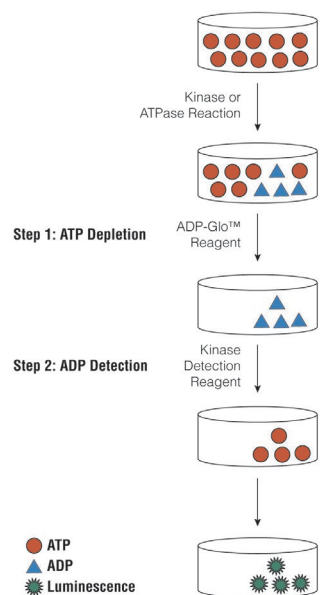 Kinase or
ATPase Reaction
Step 1: ATP Depletion
ADP-Glo™
Reagent
Step 2: ADP Detection
Kinase
Detection
Reagent
ATP
ADP
Luminescence